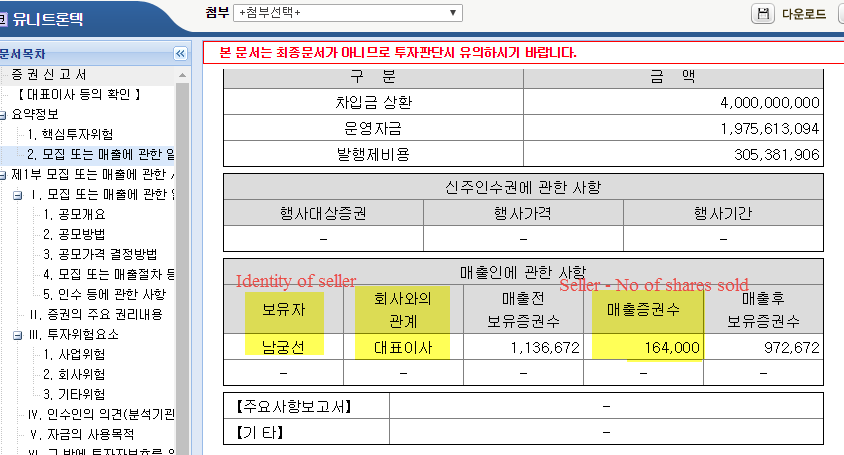 유니트론텍
첨부 +첨부선택+ 다운로드
문서목차
증 권 신 고 서
【 대표이사 등의 확인 】
요약정보
1. 핵심투자위험
2. 모집 또는 매출에 관한 일
제1부 모집 또는 매출에 관한 사
I. 모집 또는 매출에 관한 일
1. 공모개요
2. 공모방법
3. 공모가격 결정방법
4. 모집 또는 매출절차 등
5. 인수 등에 관한 사항
II. 증권의 주요 권리내용
III. 투자위험요소
1. 사업위험
2. 회사위험
3. 기타위험
IV. 인수인의 의견(분석기관
V. 자금의 사용목적
본 문서는 최종문서가 아니므로 투자판단시 유의하시기 바랍니다.
구 분 금 액
차입금 상환 4,000,000,000
운영자금 1,975,613,094
발행제비용 305,381,906
신주인수권에 관한 사항
행사대상증권 행사가격 행사기간
- - -
매출인에 관한 사항
Identity of seller Seller - No of shares sold
보유자 회사와의 관계 매출전 보유증권수 매출증권수 매출후 보유증권수
남궁선 대표이사 1,136,672 164,000 972,672
- - - - -
【주요사항보고서】 -
【기 타】 -